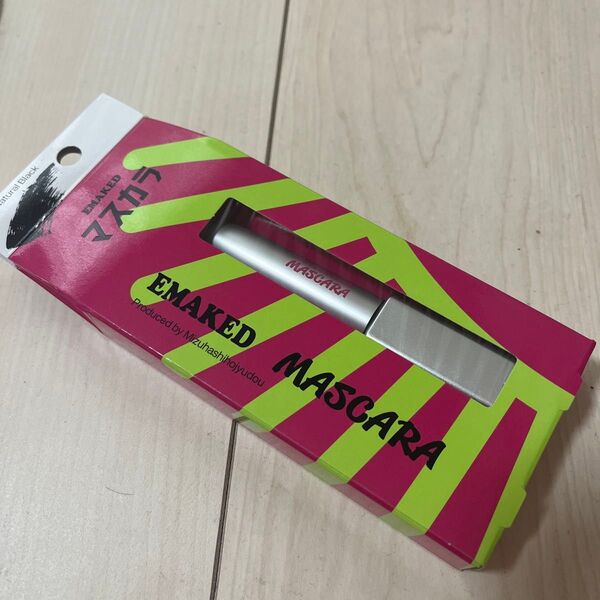 Natural Black
EMAKED
マスカラ
MASCARA
EMAKED
MASCARA
Produced by Mizuhashihojyudou